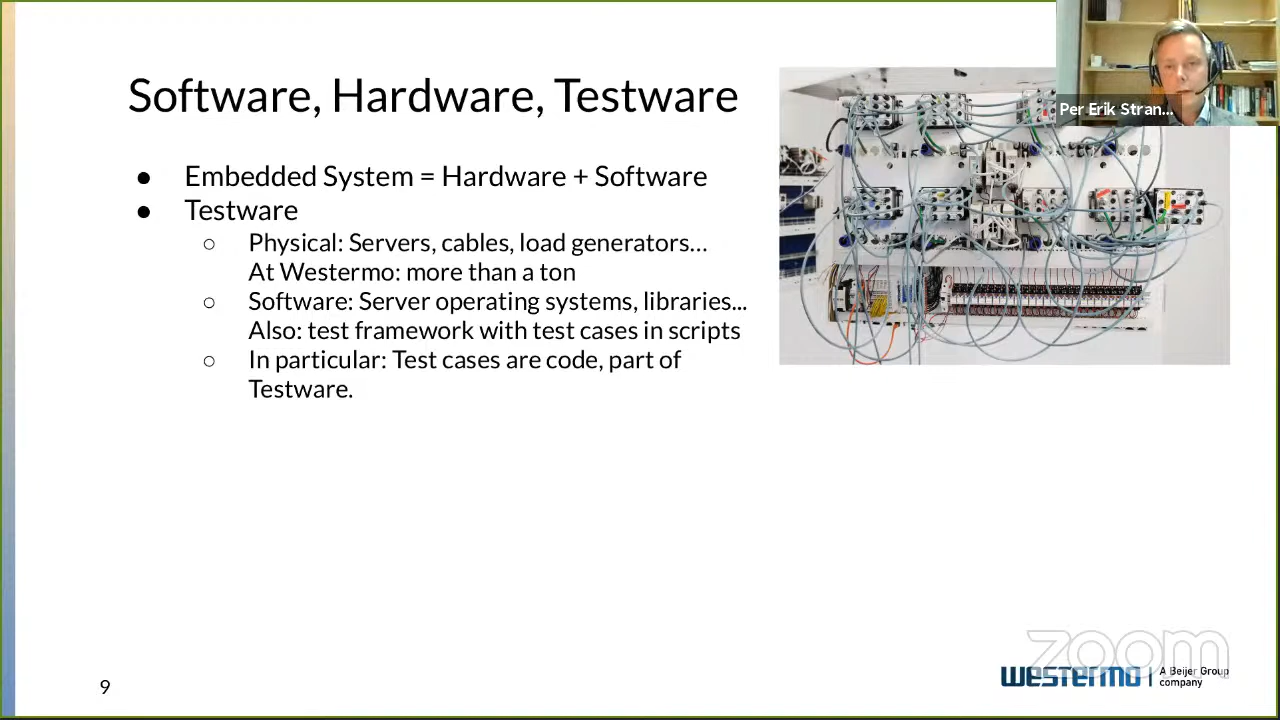 Software, Hardware, Testware
Per Erik Stran...
● Embedded System = Hardware + Software
● Testware
○ Physical: Servers, cables, load generators...
At Westermo: more than a ton
○ Software: Server operating systems, libraries...
Also: test framework with test cases in scripts
○ In particular: Test cases are code, part of
Testware.
zoom
WESTERMO | A Beijer Group
company
9